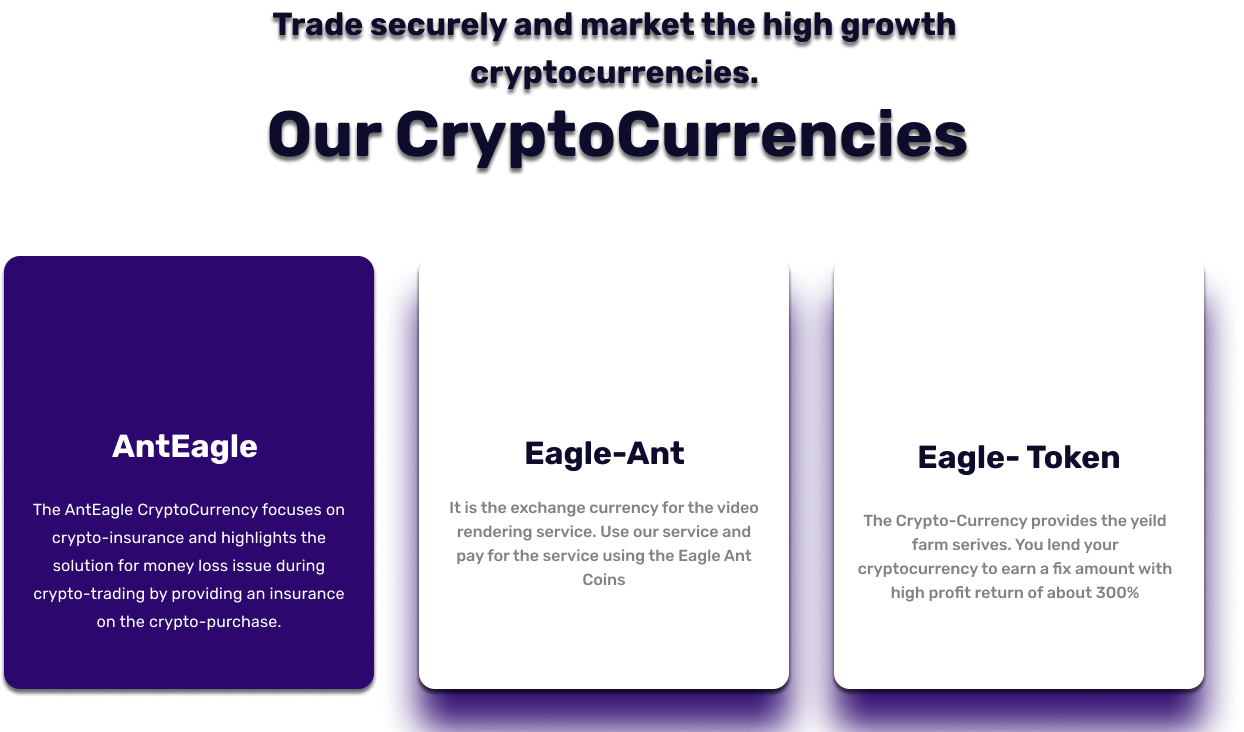 Trade securely and market the high growth
cryptocurrencies.
Our CryptoCurrencies
AntEagle
The AntEagle CryptoCurrency focuses on
crypto-insurance and highlights the
solution for money loss issue during
crypto-trading by providing an insurance
on the crypto-purchase.
Eagle-Ant
It is the exchange currency for the video
rendering service. Use our service and
pay for the service using the Eagle Ant
Coins
Eagle- Token
The Crypto-Currency provides the yeild
farm serives. You lend your
cryptocurrency to earn a fix amount with
high profit return of about 300%